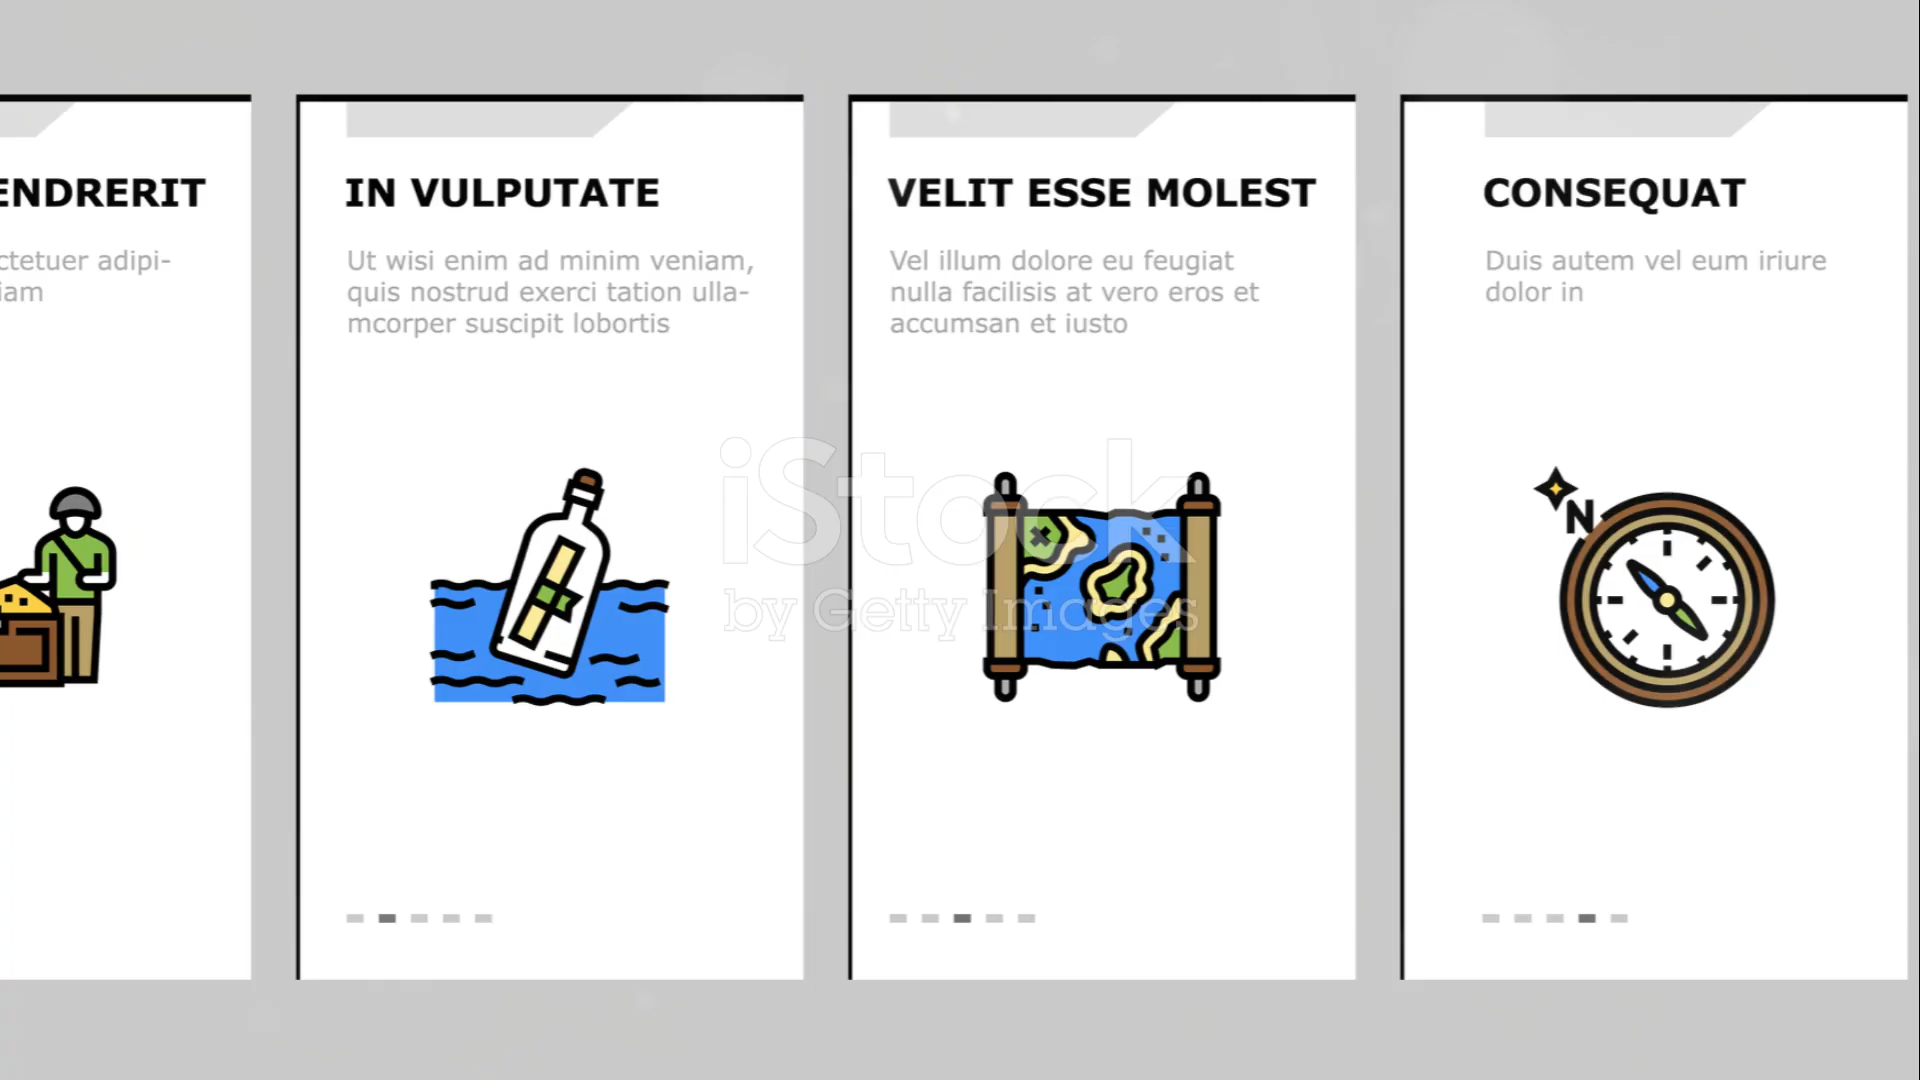 ENDRERIT
ctetuer adipi-
iam
IN VULPUTATE
Ut wisi enim ad minim veniam,
quis nostrud exerci tation ulla-
mcorper suscipit lobortis
VELIT ESSE MOLEST
Vel illum dolore eu feugiat
nulla facilisis at vero eros et
accumsan et iusto
CONSEQUAT
Duis autem vel eum iriure
dolor in
N
iStock
by Getty Images